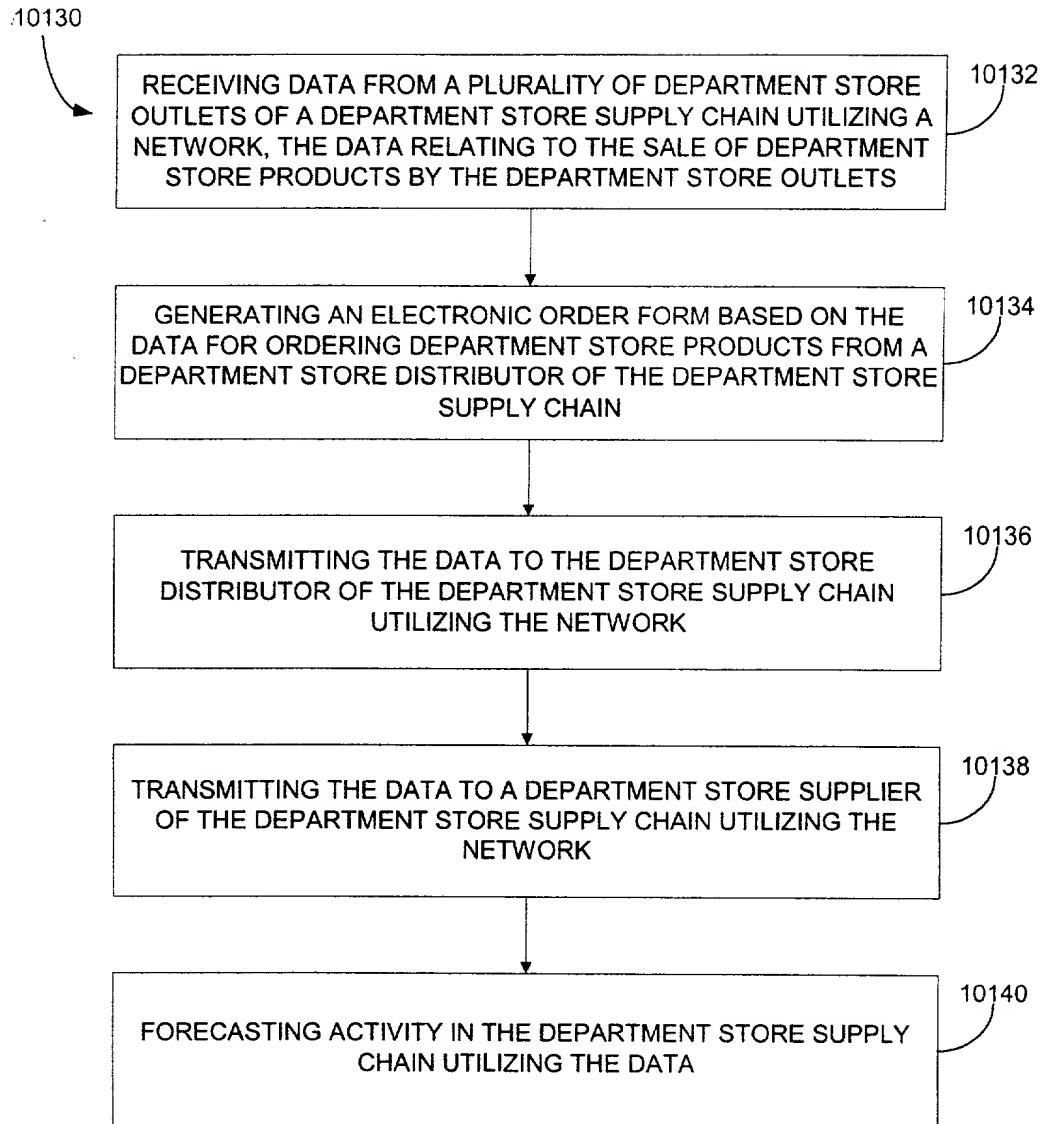 10130
RECEIVING DATA FROM A PLURALITY OF DEPARTMENT STORE
OUTLETS OF A DEPARTMENT STORE SUPPLY CHAIN UTILIZING A
NETWORK, THE DATA RELATING TO THE SALE OF DEPARTMENT
STORE PRODUCTS BY THE DEPARTMENT STORE OUTLETS
10132
GENERATING AN ELECTRONIC ORDER FORM BASED ON THE
DATA FOR ORDERING DEPARTMENT STORE PRODUCTS FROM A
DEPARTMENT STORE DISTRIBUTOR OF THE DEPARTMENT STORE
SUPPLY CHAIN
10134
TRANSMITTING THE DATA TO THE DEPARTMENT STORE
DISTRIBUTOR OF THE DEPARTMENT STORE SUPPLY CHAIN
UTILIZING THE NETWORK
10136
TRANSMITTING THE DATA TO A DEPARTMENT STORE SUPPLIER
OF THE DEPARTMENT STORE SUPPLY CHAIN UTILIZING THE
NETWORK
10138
FORECASTING ACTIVITY IN THE DEPARTMENT STORE SUPPLY
CHAIN UTILIZING THE DATA
10140